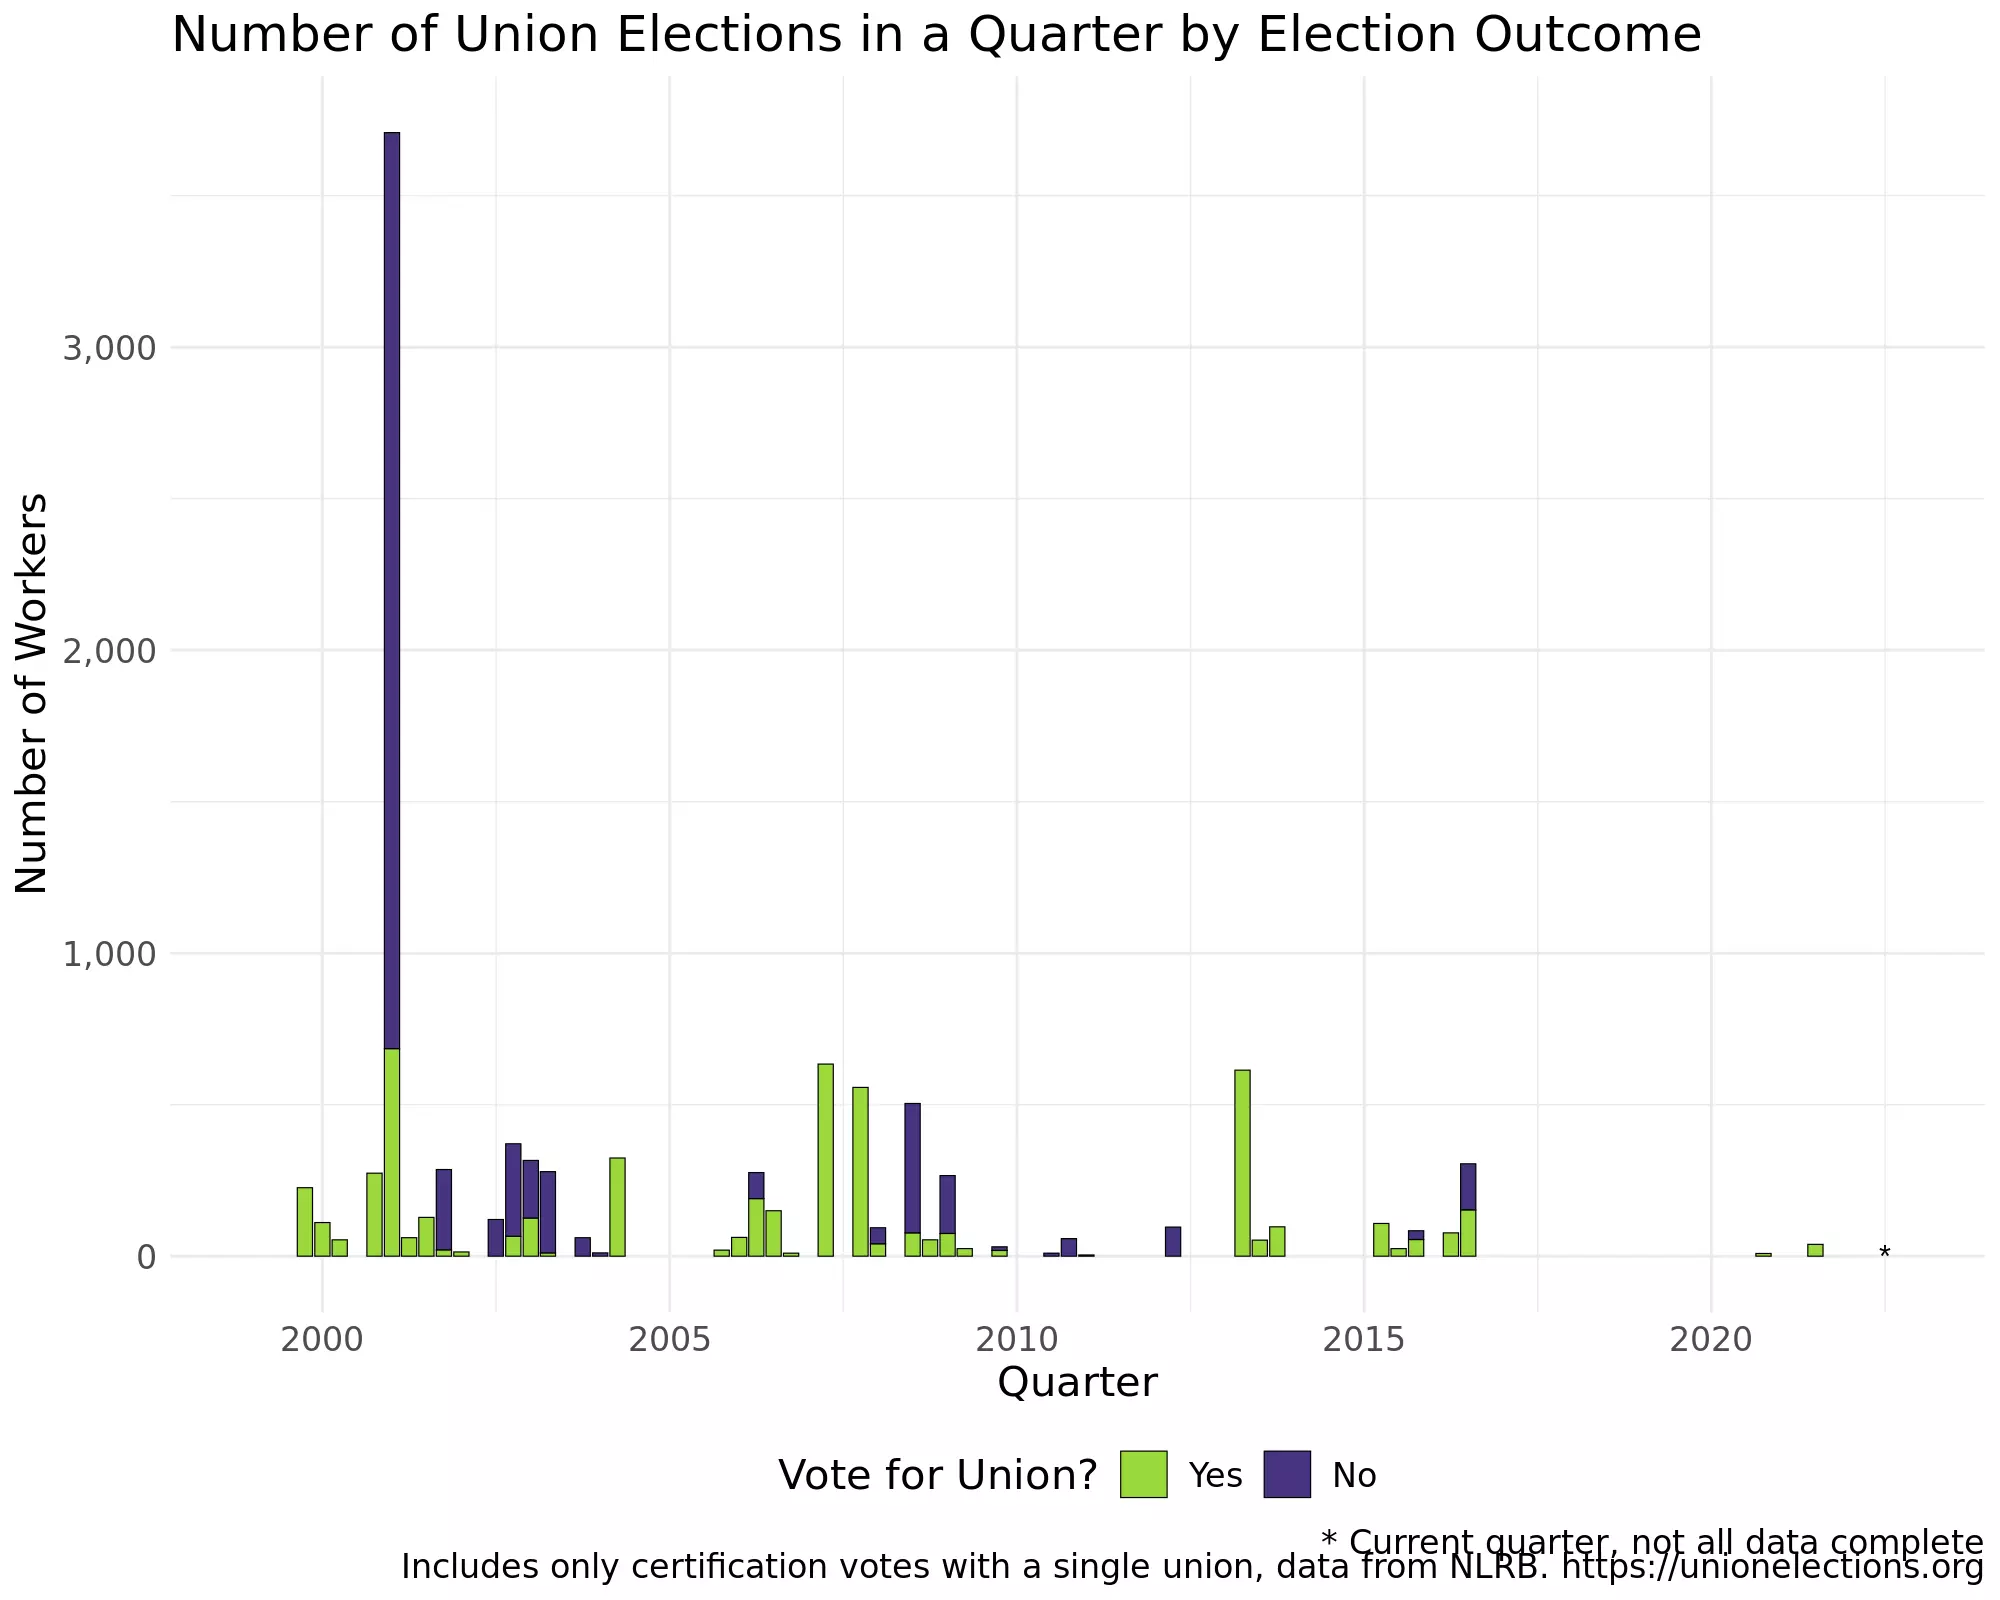 Number of Union Elections in a Quarter by Election Outcome
Number of Workers
3,000
2,000
1,000
0
*
2000 2005 2010 2015 2020
Quarter
Vote for Union? Yes No
* Current quarter, not all data complete
Includes only certification votes with a single union, data from NLRB. https://unionelections.org